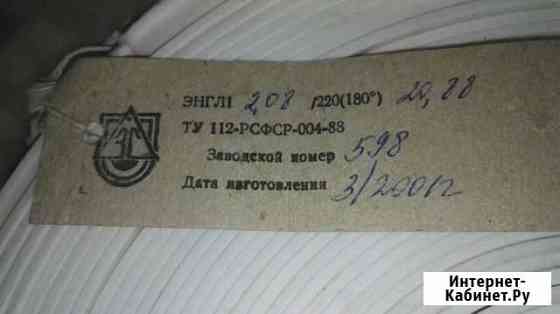 ЭНГЛ1 2,08 /220(180°) 20,88
ТУ 112-РСФСР-004-88
Заводской номер 598
Дата изготовления 3/2001г
Интернет-
Кабинет.Ру